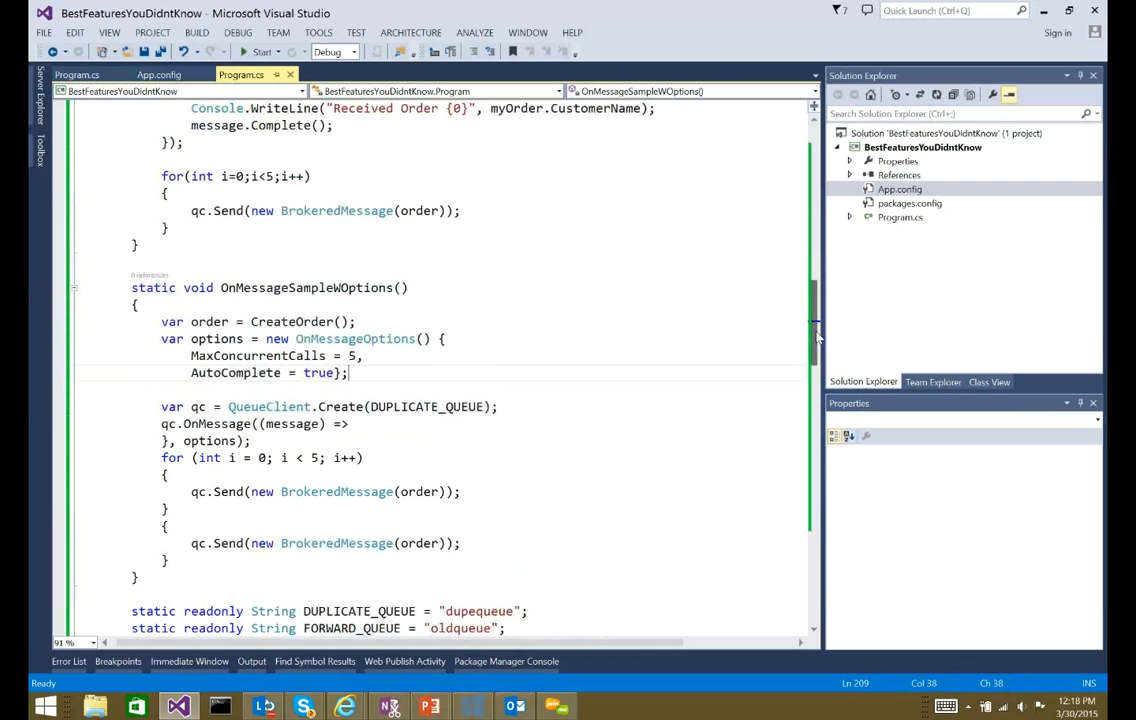 BestFeaturesYouDidntKnow - Microsoft Visual Studio
7
Quick Launch (Ctrl+Q)
FILE EDIT VIEW PROJECT BUILD DEBUG TEAM TOOLS TEST ARCHITECTURE ANALYZE WINDOW HELP
Sign in
Start Debug
Server Explorer
Toolbox
Program.cs App.config Program.cs
BestFeaturesYouDidntKnow BestFeaturesYouDidntKnow.Program OnMessageSampleWOptions()
Console.WriteLine("Received Order {0}", myOrder.CustomerName);
message.Complete();
});
for(int i=0;i<5;i++)
{
qc.Send(new BrokeredMessage(order));
}
}
0 references
static void OnMessageSampleWOptions()
{
var order = CreateOrder();
var options = new OnMessageOptions() {
MaxConcurrentCalls = 5,
AutoComplete = true};
var qc = QueueClient.Create(DUPLICATE_QUEUE);
qc.OnMessage((message) =>
}, options);
for (int i = 0; i < 5; i++)
{
qc.Send(new BrokeredMessage(order));
}
{
qc.Send(new BrokeredMessage(order));
}
}
static readonly String DUPLICATE_QUEUE = "dupequeue";
static readonly String FORWARD_QUEUE = "oldqueue";
91 %
Solution Explorer
Search Solution Explorer (Ctrl+;)
Solution 'BestFeaturesYouDidntKnow' (1 project)
BestFeaturesYouDidntKnow
Properties
References
App.config
packages.config
Program.cs
Solution Explorer Team Explorer Class View
Properties
Error List Breakpoints Immediate Window Output Find Symbol Results Web Publish Activity Package Manager Console
Ready Ln 209 Col 38 Ch 38 INS
12:18 PM
3/30/2015